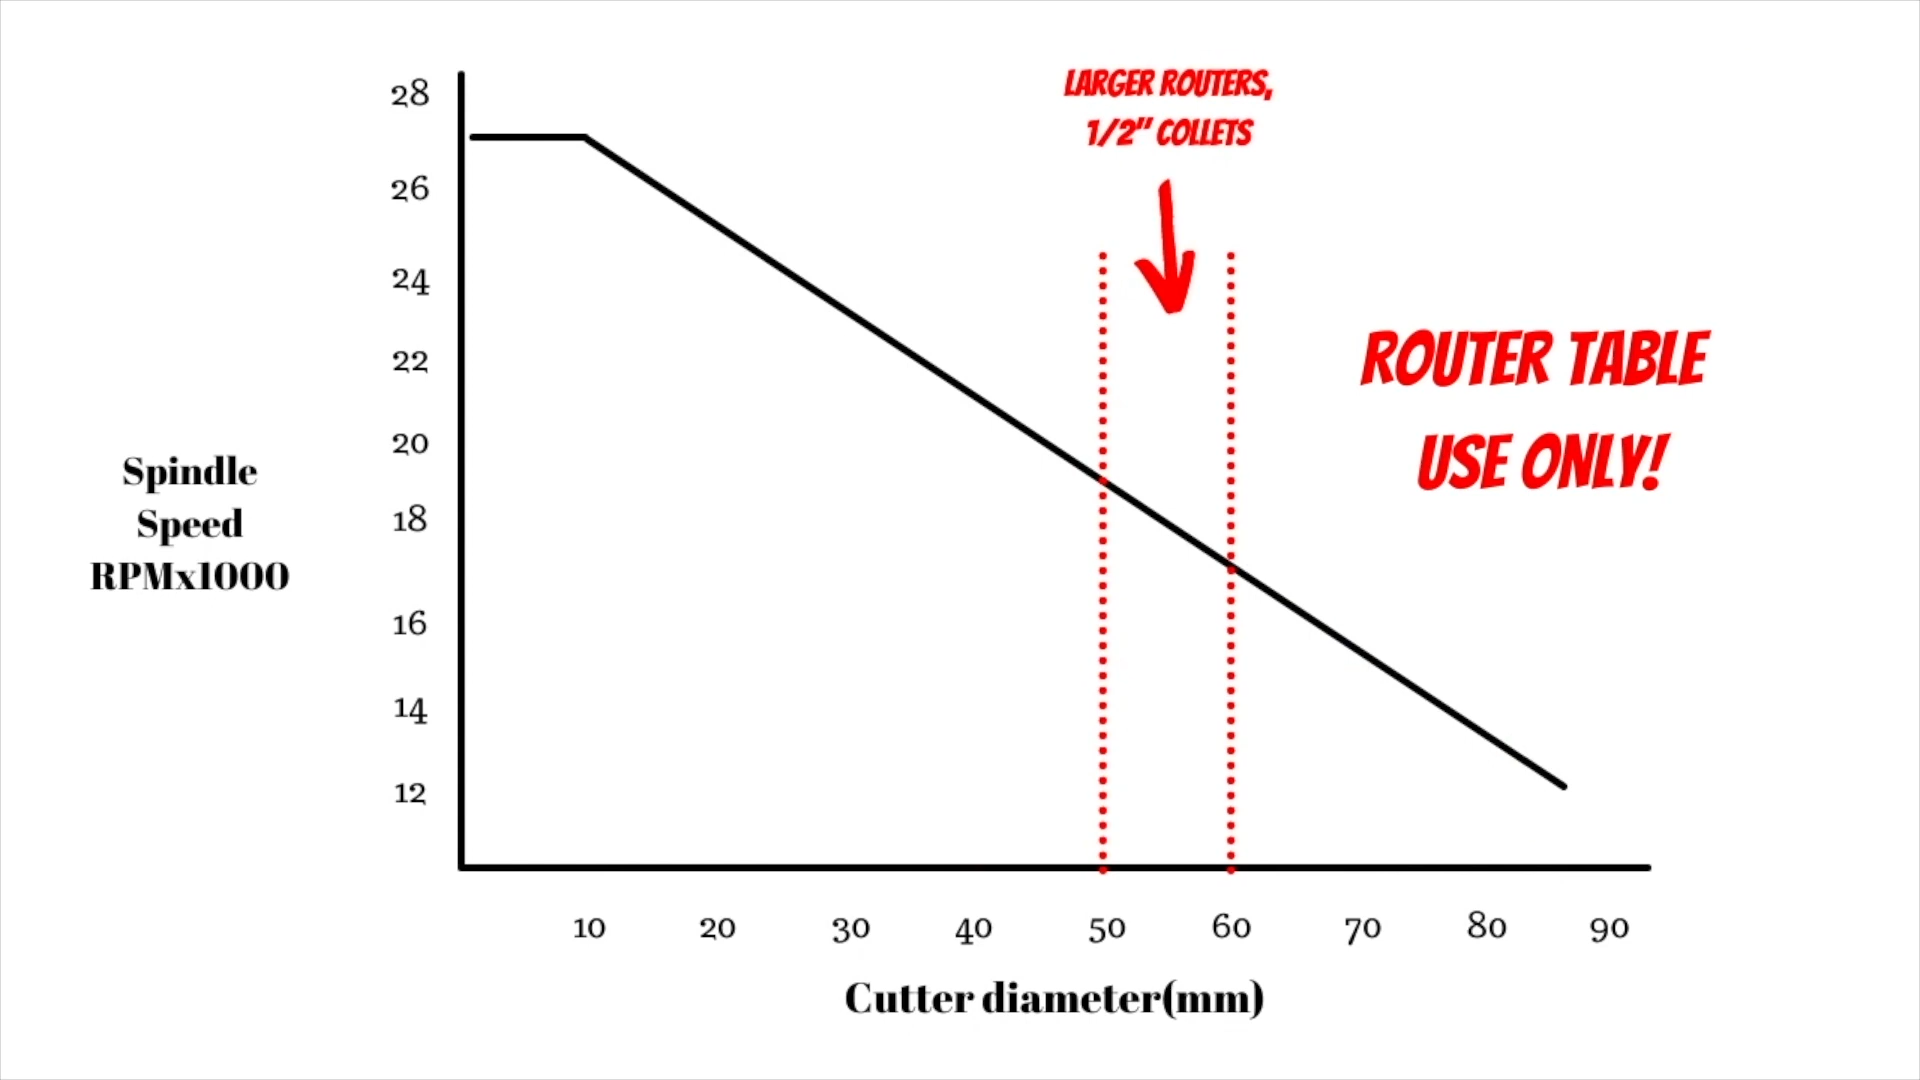 LARGER ROUTERS,
1/2" COLLETS
ROUTER TABLE
USE ONLY!
28
26
24
22
20
18
16
14
12
Spindle
Speed
RPMx1000
10 20 30 40 50 60 70 80 90
Cutter diameter(mm)